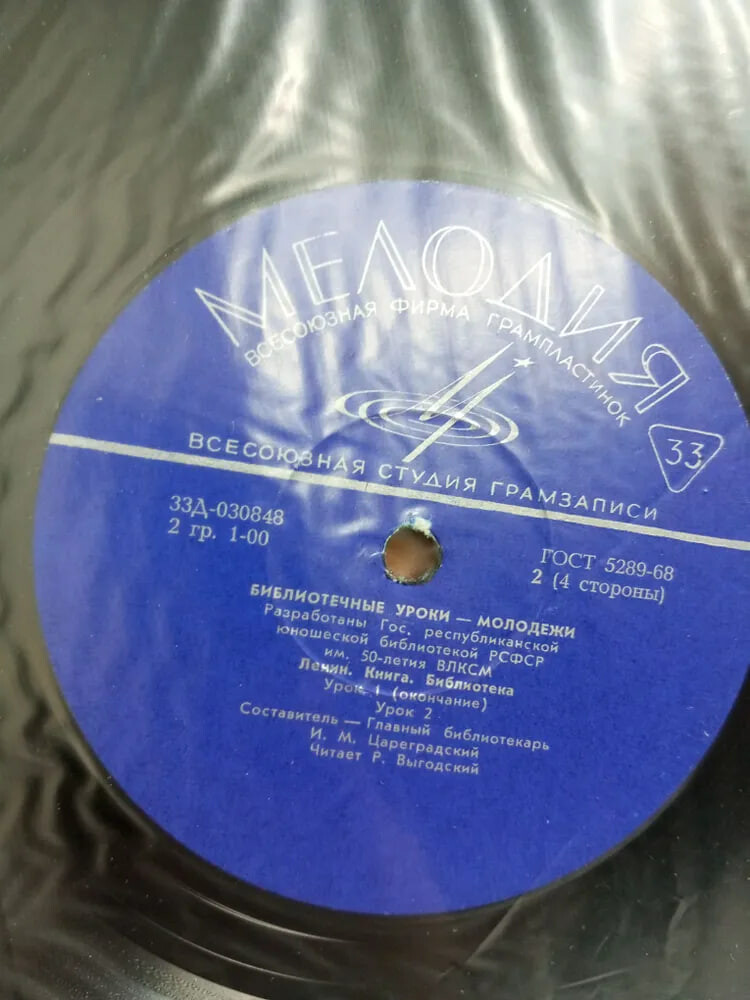 МЕЛОДИЯ
ВСЕСОЮЗНАЯ ФИРМА ГРАМПЛАСТИНОК
33
ВСЕСОЮЗНАЯ СТУДИЯ ГРАМЗАПИСИ
33Д-030848
2 гр. 1-00
ГОСТ 5289-68
2 (4 стороны)
БИБЛИОТЕЧНЫЕ УРОКИ — МОЛОДЕЖИ
Разработаны Гос. республиканской
юношеской библиотекой РСФСР
им. 50-летия ВЛКСМ
Ленин. Книга. Библиотека
Урок 1 (окончание)
Урок 2
Составитель — Главный библиотекарь
И. М. Цареградский
Читает Р. Выгодский